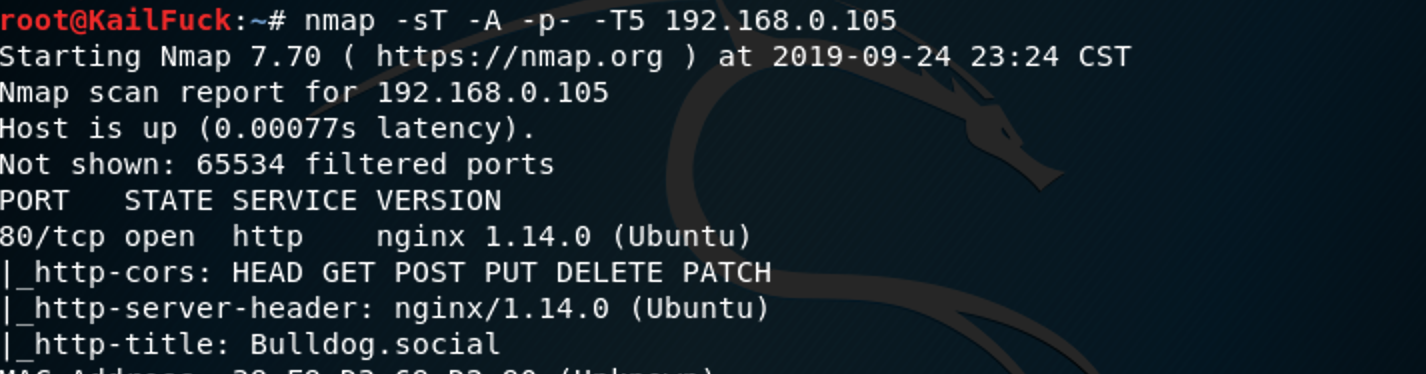 root@KailFuck:~# nmap -sT -A -p- -T5 192.168.0.105
Starting Nmap 7.70 ( https://nmap.org ) at 2019-09-24 23:24 CST
Nmap scan report for 192.168.0.105
Host is up (0.00077s latency).
Not shown: 65534 filtered ports
PORT   STATE SERVICE VERSION
80/tcp open  http    nginx 1.14.0 (Ubuntu)
|_http-cors: HEAD GET POST PUT DELETE PATCH
|_http-server-header: nginx/1.14.0 (Ubuntu)
|_http-title: Bulldog.social
MAC Address: (Unknown)